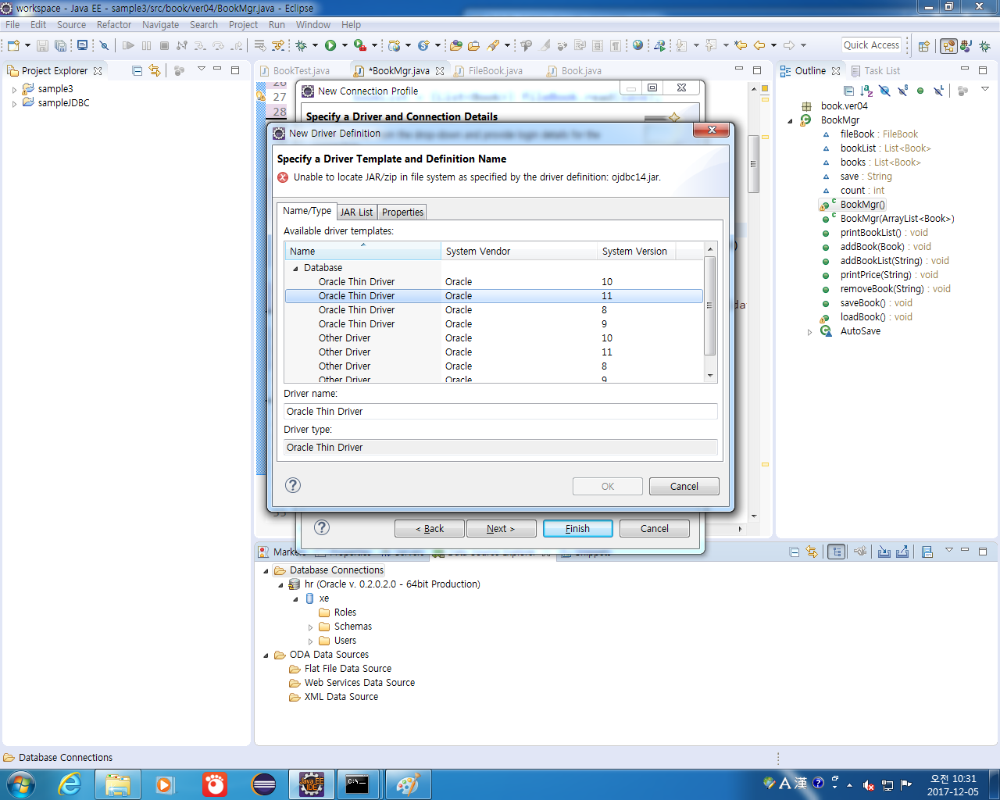 workspace - Java EE - sample3/src/book/ver04/BookMgr.java - Eclipse
File Edit Source Refactor Navigate Search Project Run Window Help
Quick Access
Project Explorer
sample3
sampleJDBC
BookTest.java
*BookMgr.java
FileBook.java
Book.java
26
27
28
New Connection Profile
Specify a Driver and Connection Details
New Driver Definition
Specify a Driver Template and Definition Name
Unable to locate JAR/zip in file system as specified by the driver definition: ojdbc14.jar.
Name/Type JAR List Properties
Available driver templates:
Name System Vendor System Version
Database
Oracle Thin Driver Oracle 10
Oracle Thin Driver Oracle 11
Oracle Thin Driver Oracle 8
Oracle Thin Driver Oracle 9
Other Driver Oracle 10
Other Driver Oracle 11
Other Driver Oracle 8
Other Driver Oracle 9
Driver name:
Oracle Thin Driver
Driver type:
Oracle Thin Driver
OK Cancel
< Back Next > Finish Cancel
da
Outline Task List
book.ver04
BookMgr
fileBook : FileBook
bookList : List<Book>
books : List<Book>
save : String
count : int
BookMgr()
BookMgr(ArrayList<Book>)
printBookList() : void
addBook(Book) : void
addBookList(String) : void
printPrice(String) : void
removeBook(String) : void
saveBook() : void
loadBook() : void
AutoSave
Database Connections
hr (Oracle v. 0.2.0.2.0 - 64bit Production)
xe
Roles
Schemas
Users
ODA Data Sources
Flat File Data Source
Web Services Data Source
XML Data Source
Database Connections
Java EE
IDE
C:\
A 漢
오전 10:31
2017-12-05